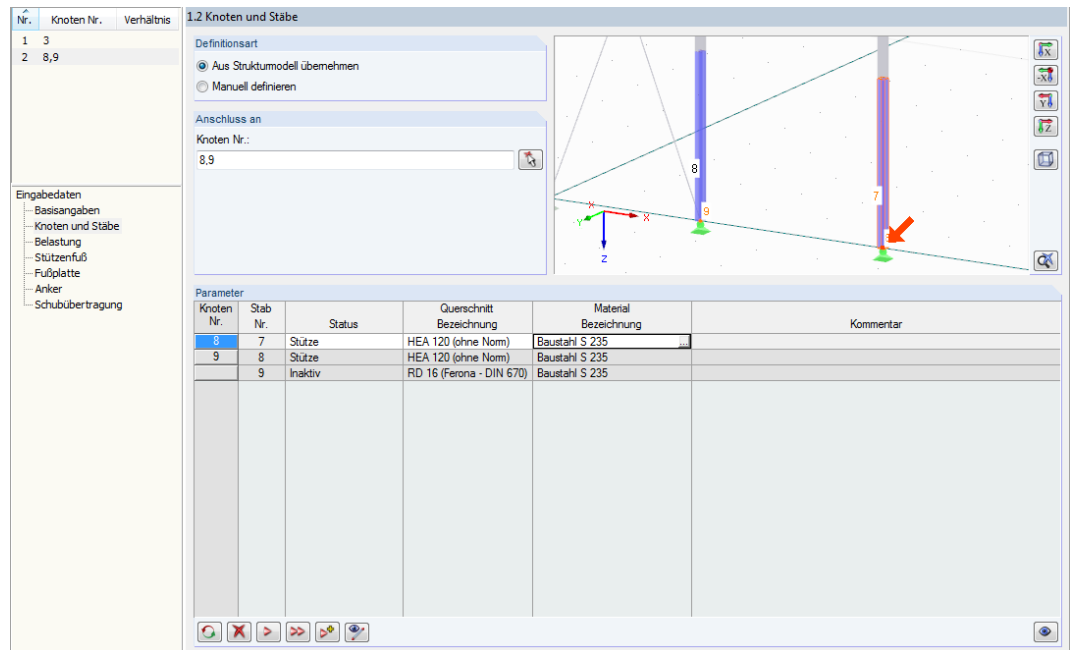 Nr. Knoten Nr. Verhältnis
1 3
2 8,9
Eingabedaten
Basisangaben
Knoten und Stäbe
Belastung
Stützenfuß
Fußplatte
Anker
Schubübertragung
1.2 Knoten und Stäbe
Definitionsart
Aus Strukturmodell übernehmen
Manuell definieren
Anschluss an
Knoten Nr.:
8,9
8
9
7
X
Y
X
Z
X
-X
Y
Z
Parameter
Knoten Nr. Stab Nr. Status Querschnitt Bezeichnung Material Bezeichnung Kommentar
8 7 Stütze HEA 120 (ohne Norm) Baustahl S 235 ...
9 8 Stütze HEA 120 (ohne Norm) Baustahl S 235
9 Inaktiv RD 16 (Ferona - DIN 670) Baustahl S 235